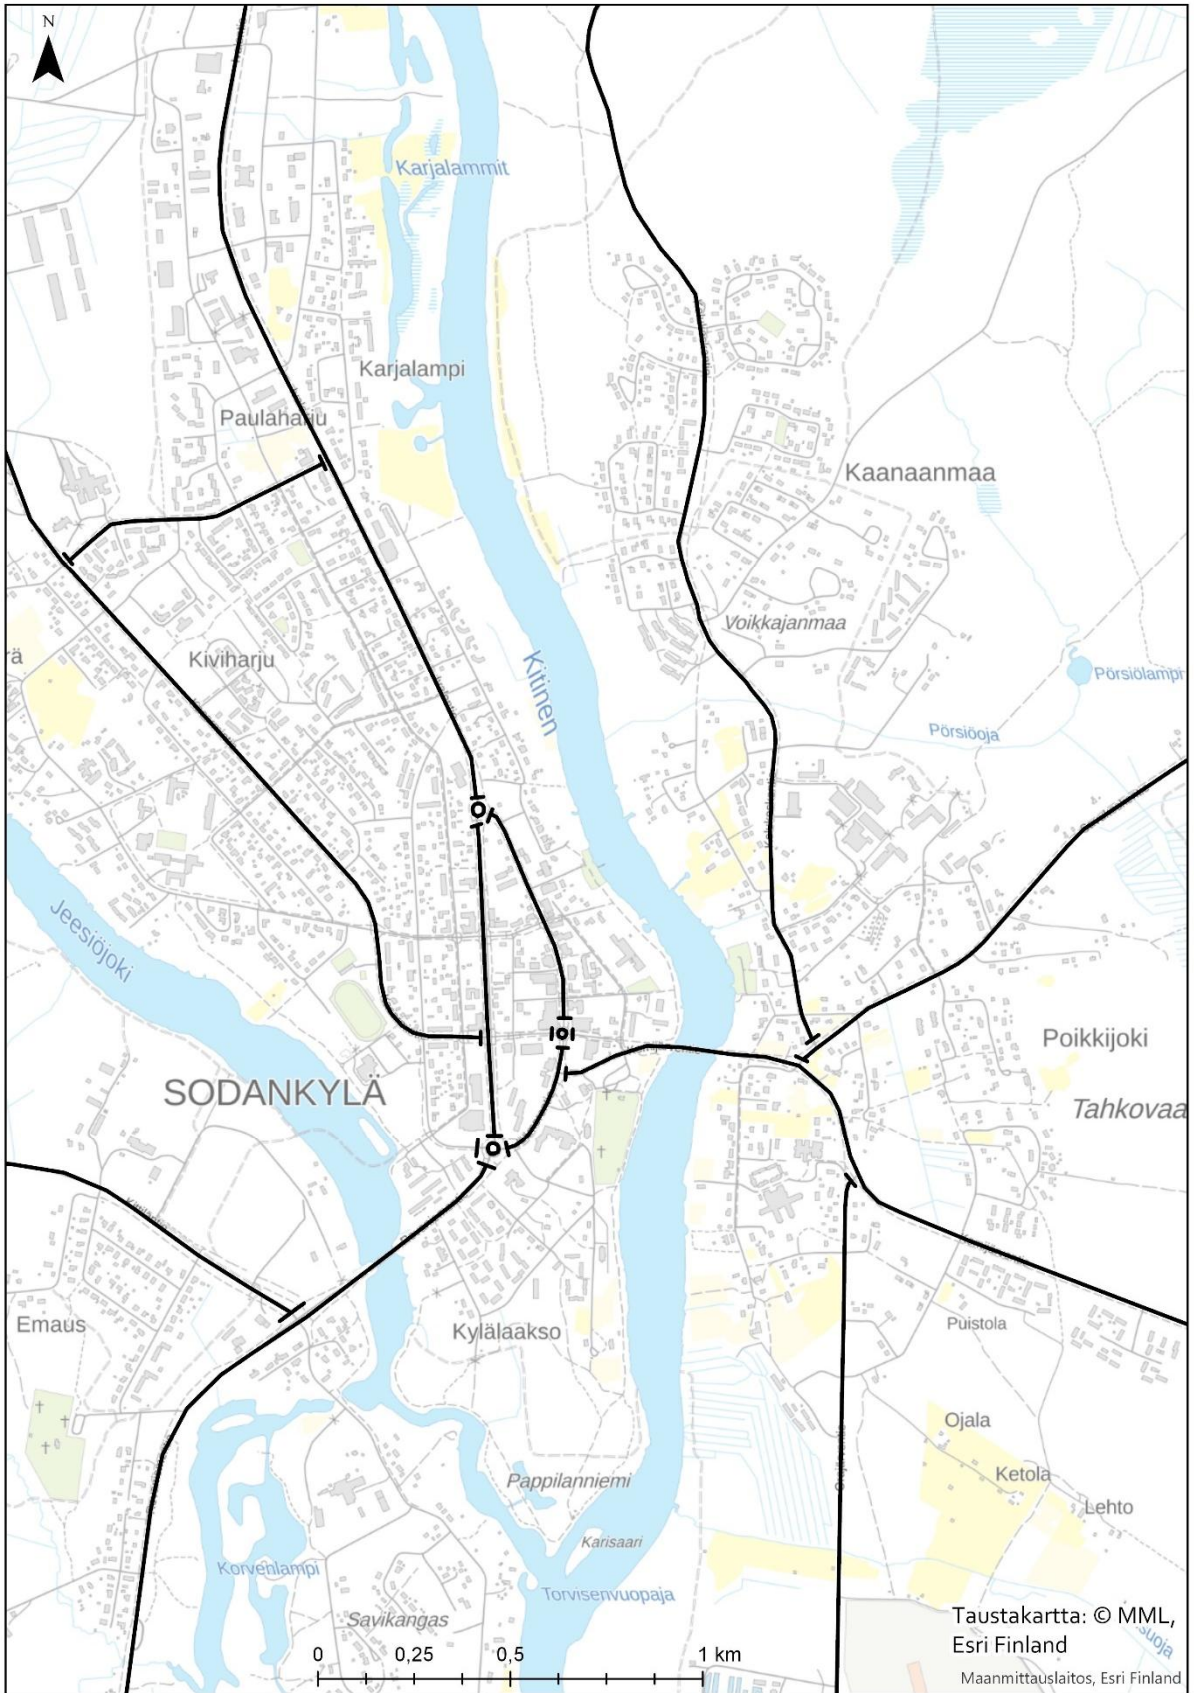 N
Karjalammit
Karjalampi
Paulaharju
Kaanaanmaa
Voikkajanmaa
Kiviharju
rä
Kitinen
Pörsiölampi
Pörsiöoja
Jeesiöjoki
Poikkijoki
SODANKYLÄ
Tahkovaa
Emaus
Kylälaakso
Puistola
Ojala
Pappilanniemi
Ketola
Lehto
Karisaari
Korvenlampi
Torvisenvuopaja
Savikangas
suoja
Taustakartta: © MML,
Esri Finland
0 0,25 0,5 1 km
Maanmittauslaitos, Esri Finland